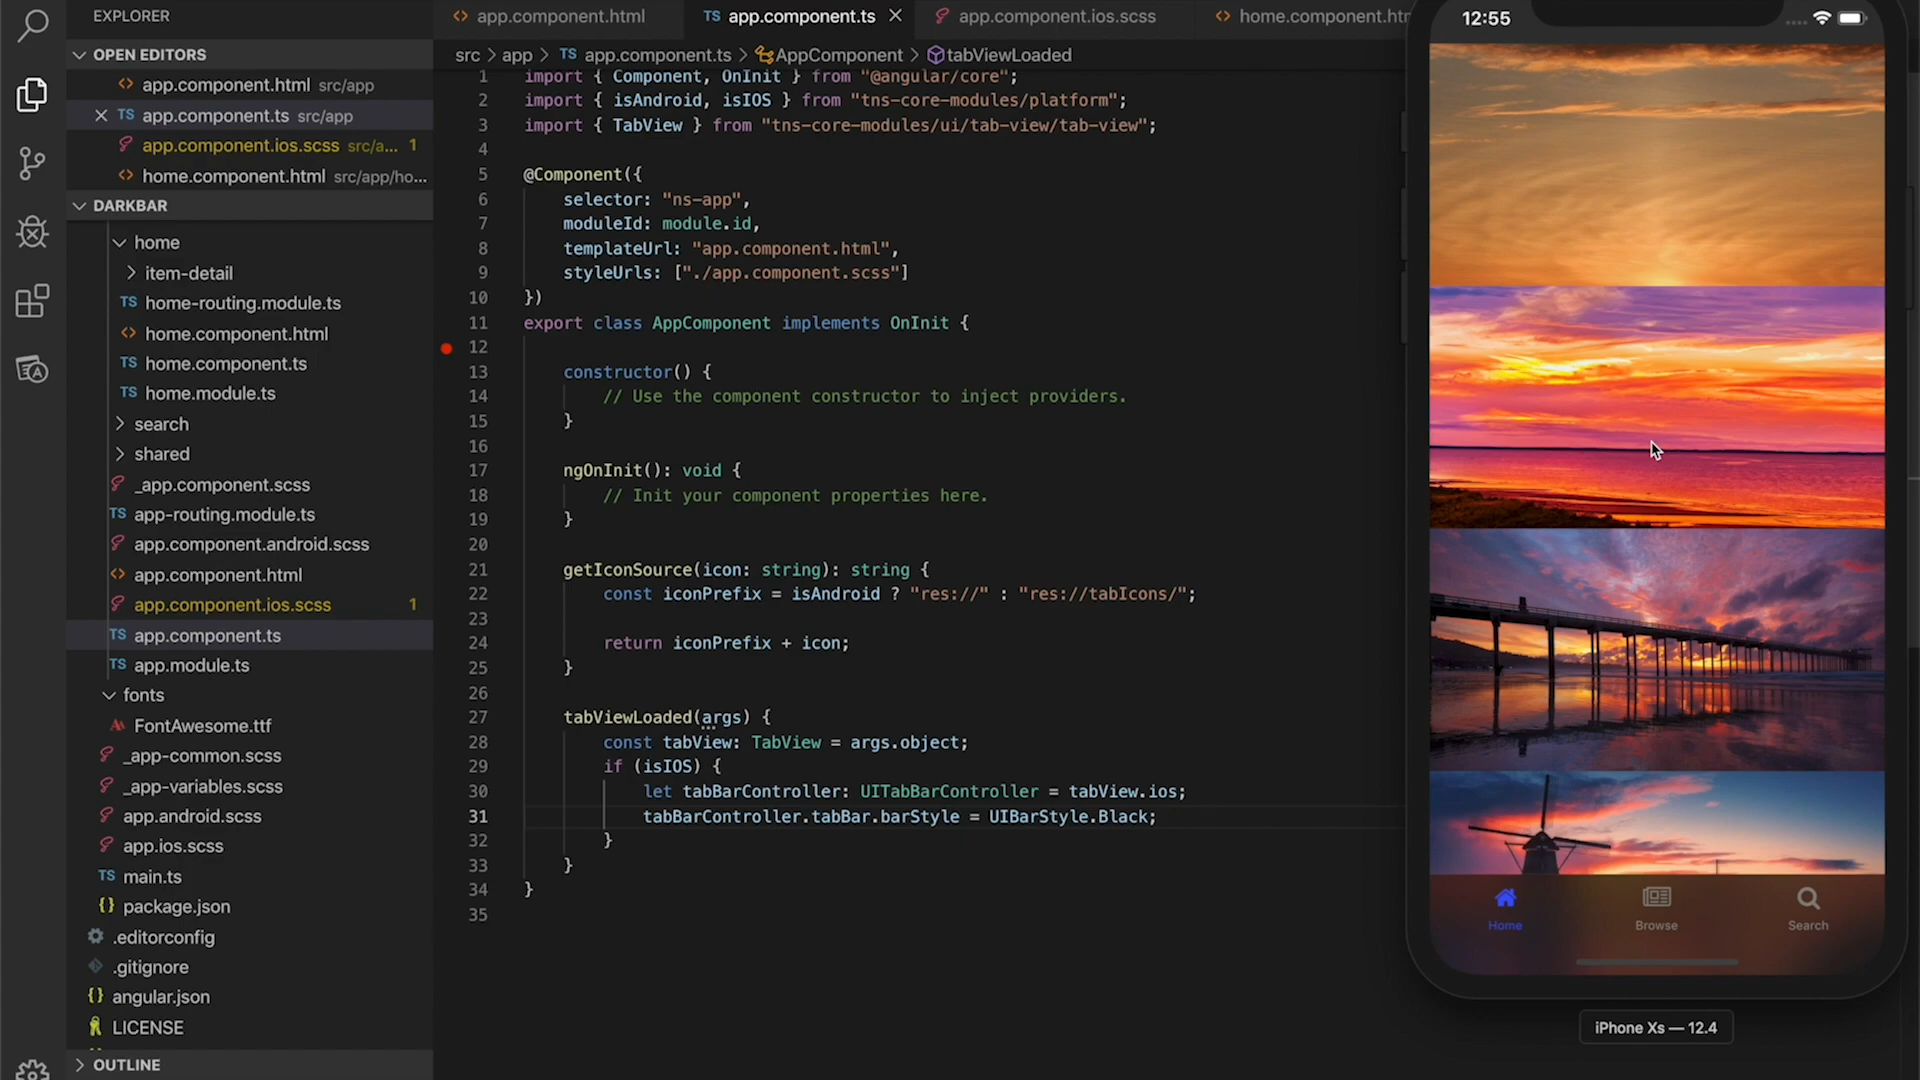 EXPLORER
OPEN EDITORS
app.component.html src/app
TS app.component.ts src/app
app.component.ios.scss src/a... 1
home.component.html src/app/ho...
DARKBAR
home
item-detail
TS home-routing.module.ts
home.component.html
TS home.component.ts
TS home.module.ts
search
shared
_app.component.scss
TS app-routing.module.ts
app.component.android.scss
app.component.html
app.component.ios.scss 1
TS app.component.ts
TS app.module.ts
fonts
FontAwesome.ttf
_app-common.scss
_app-variables.scss
app.android.scss
app.ios.scss
TS main.ts
{} package.json
.editorconfig
.gitignore
{} angular.json
LICENSE
OUTLINE
app.component.html
TS app.component.ts
app.component.ios.scss
home.component.htm
src > app > TS app.component.ts > AppComponent > tabViewLoaded
1 import { Component, OnInit } from "@angular/core";
2 import { isAndroid, isIOS } from "tns-core-modules/platform";
3 import { TabView } from "tns-core-modules/ui/tab-view/tab-view";
4
5 @Component({
6 selector: "ns-app",
7 moduleId: module.id,
8 templateUrl: "app.component.html",
9 styleUrls: ["./app.component.scss"]
10 })
11 export class AppComponent implements OnInit {
12
13 constructor() {
14 // Use the component constructor to inject providers.
15 }
16
17 ngOnInit(): void {
18 // Init your component properties here.
19 }
20
21 getIconSource(icon: string): string {
22 const iconPrefix = isAndroid ? "res://" : "res://tabIcons/";
23
24 return iconPrefix + icon;
25 }
26
27 tabViewLoaded(args) {
28 const tabView: TabView = args.object;
29 if (isIOS) {
30 let tabBarController: UITabBarController = tabView.ios;
31 tabBarController.tabBar.barStyle = UIBarStyle.Black;
32 }
33 }
34 }
35
12:55
Home
Browse
Search
iPhone Xs — 12.4